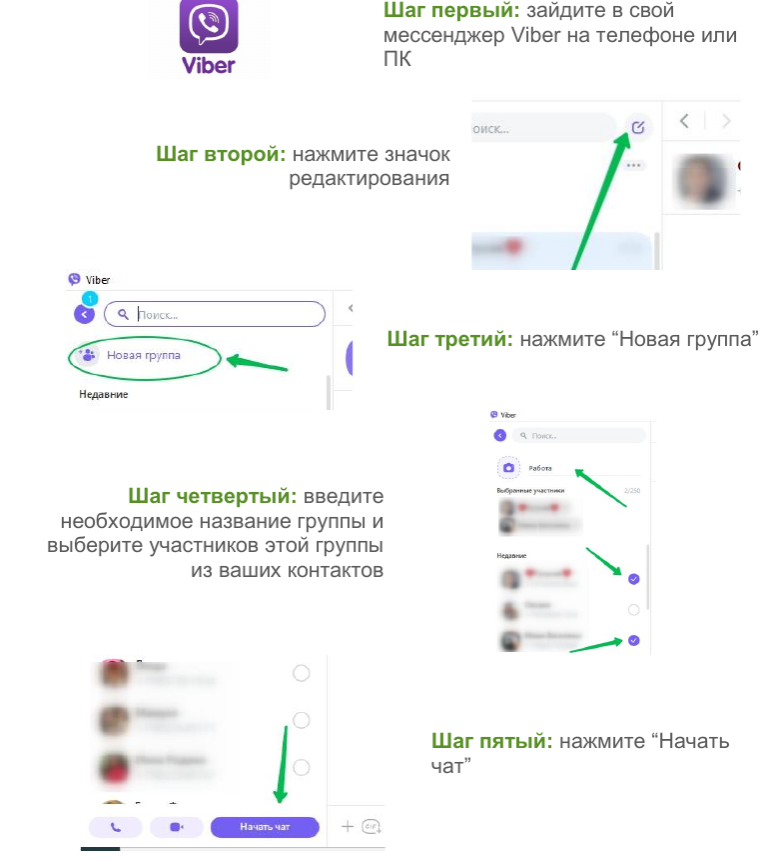 Viber
Шаг первый: зайдите в свой
мессенджер Viber на телефоне или
ПК
Шаг второй: нажмите значок
редактирования
оиск...
Viber
1
Поиск...
Новая группа
Недавние
Шаг третий: нажмите “Новая группа”
Шаг четвертый: введите
необходимое название группы и
выберите участников этой группы
из ваших контактов
Viber
Поиск...
Работа
Выбранные участники 2/250
Недавние
Начать чат
GIF
Шаг пятый: нажмите “Начать
чат”